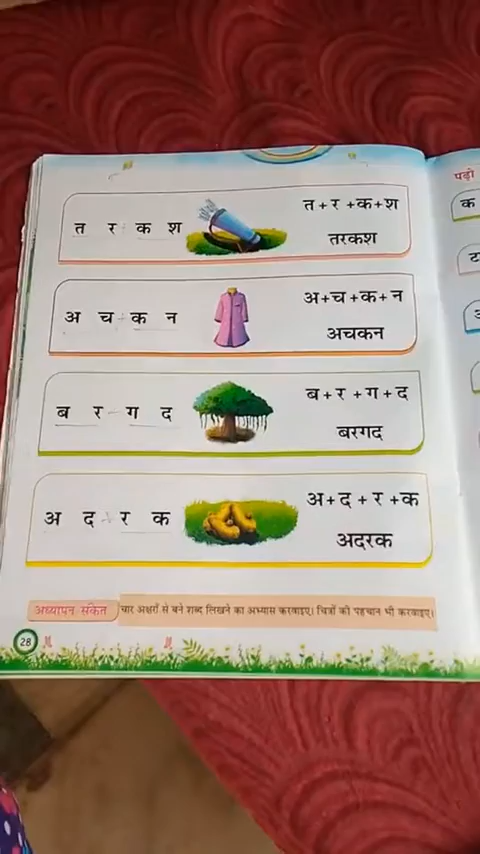 त र क श
त + र + क + श
तरकश
अ च क न
अ + च + क + न
अचकन
ब र ग द
ब + र + ग + द
बरगद
अ द र क
अ + द + र + क
अदरक
अध्यापन संकेत चार अक्षरों से बने शब्द लिखने का अभ्यास करवाइए। चित्रों की पहचान भी करवाइए।
28
पढ़ो
क